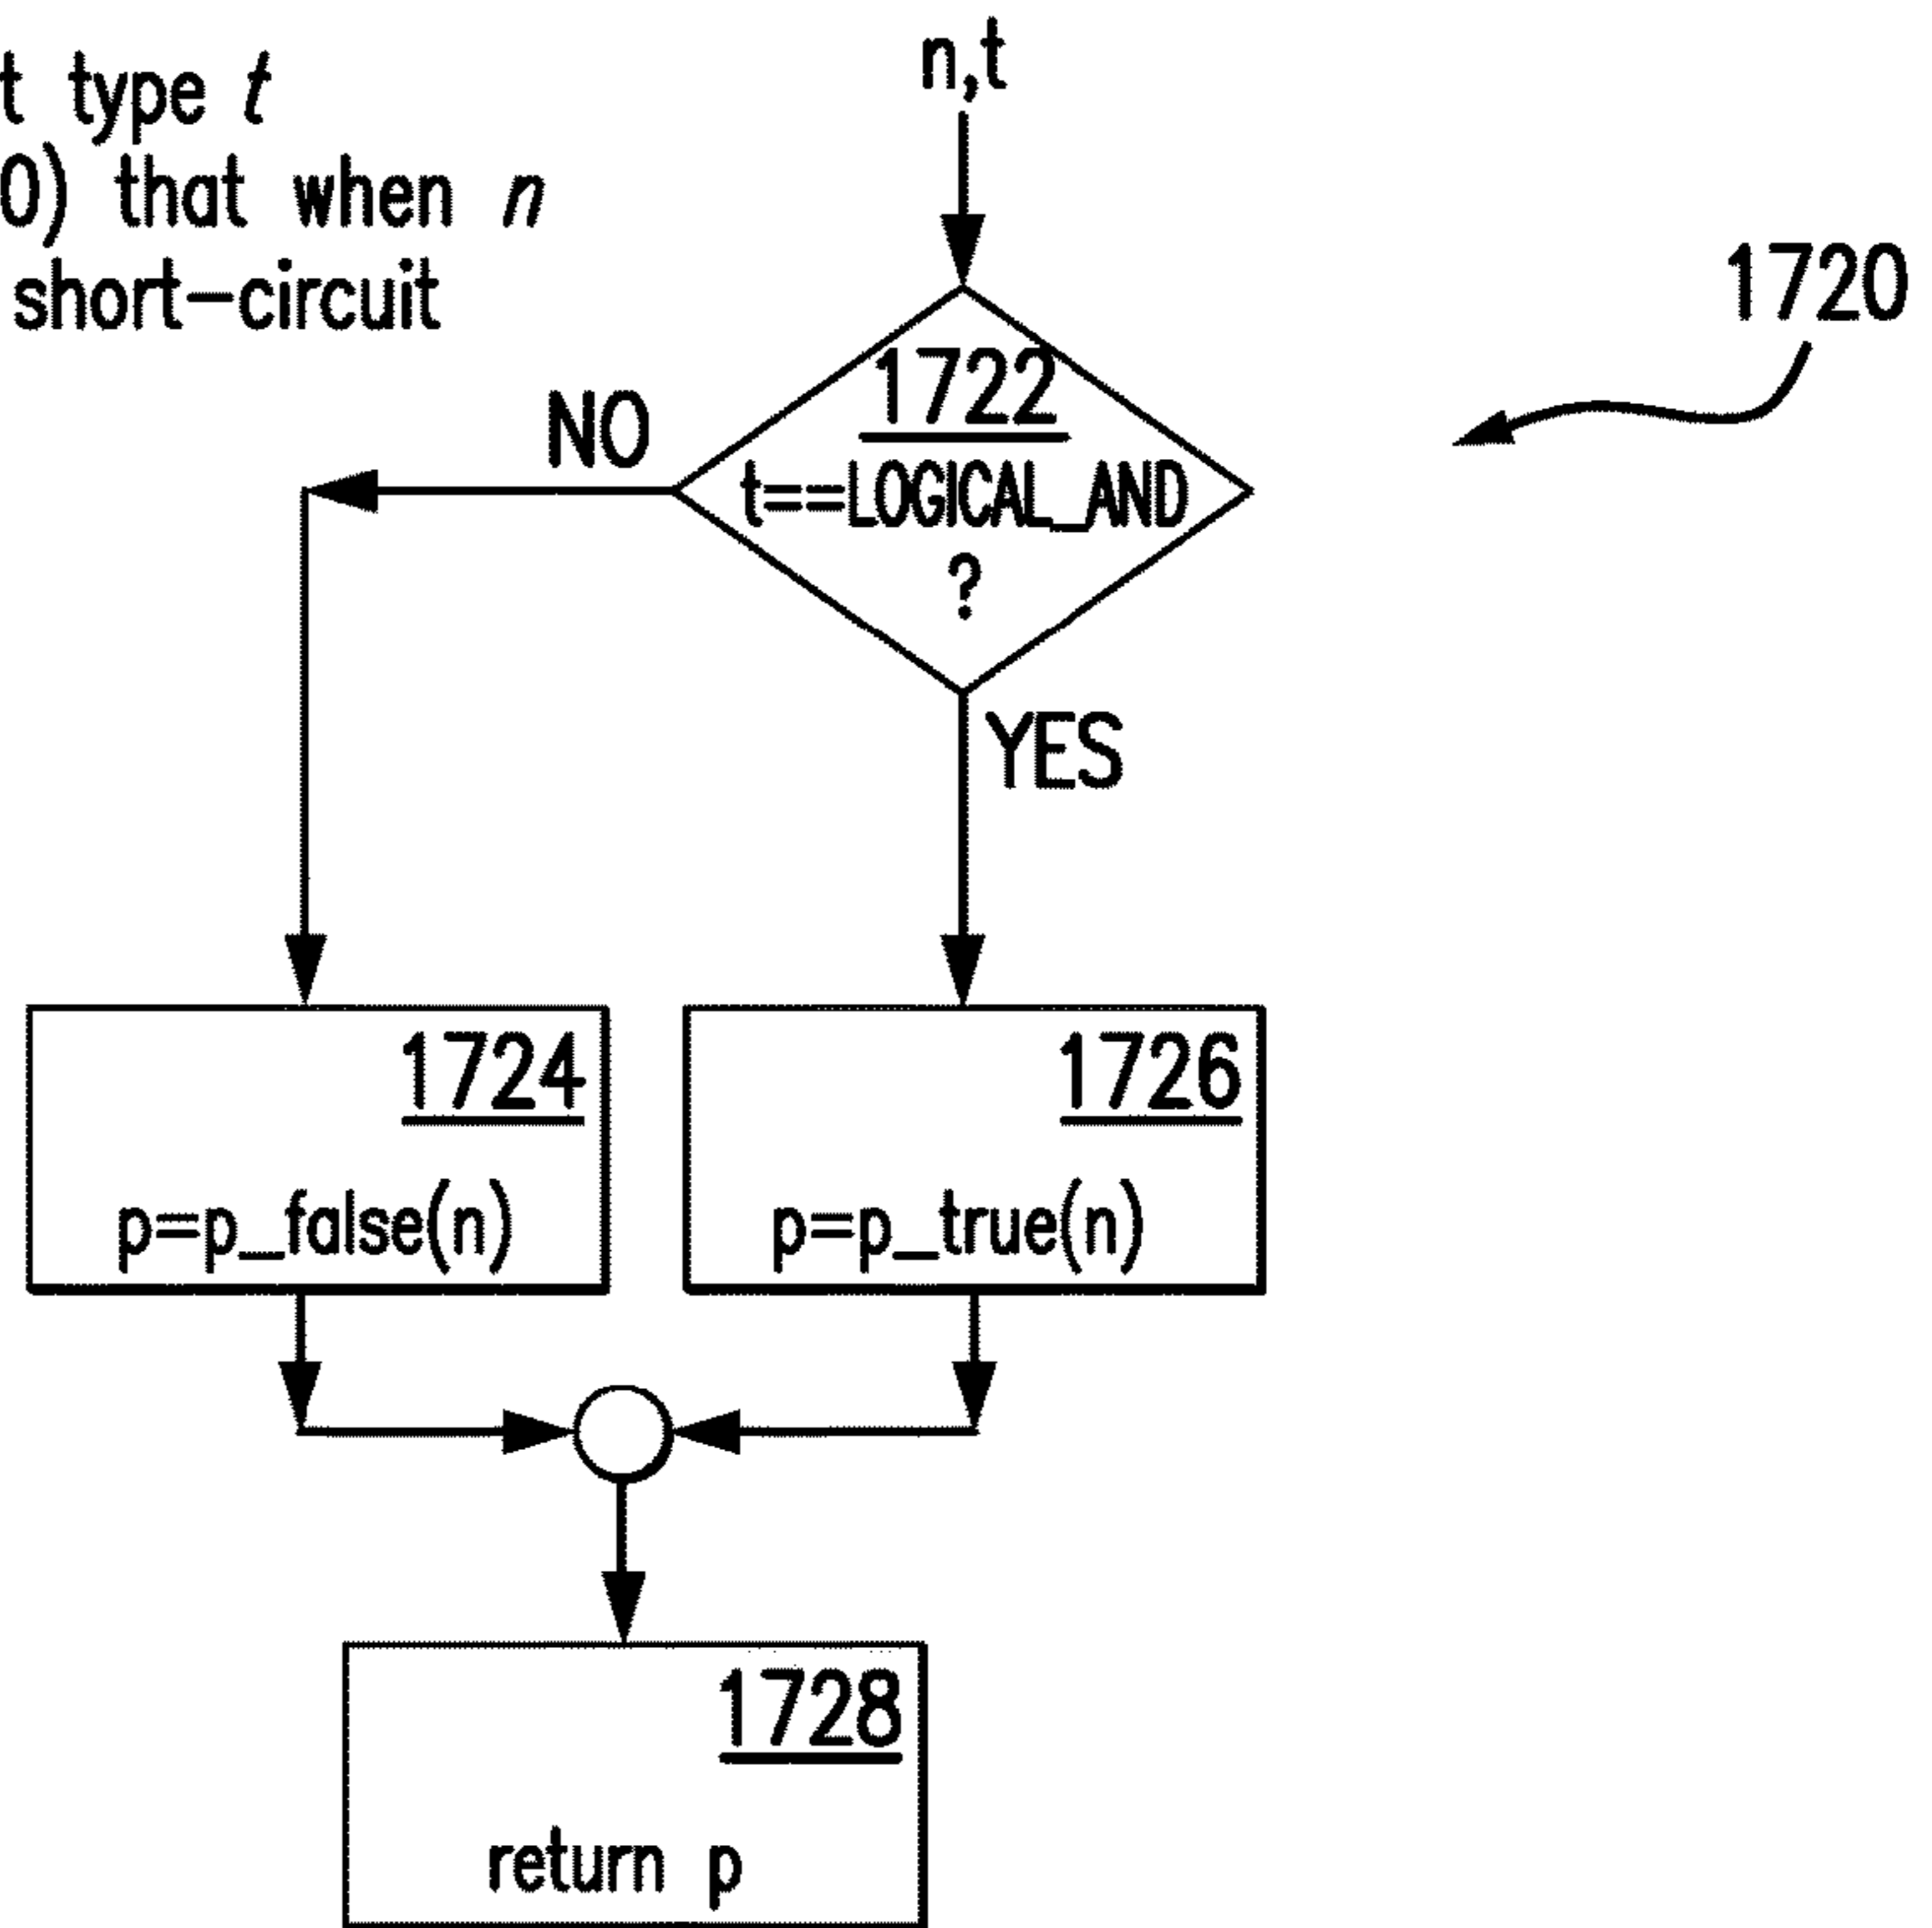 t type t
0) that when n
short-circuit
n,t
1720
1722
t==LOGICAL_AND
?
NO
YES
1724
p=p_false(n)
1726
p=p_true(n)
1728
return p